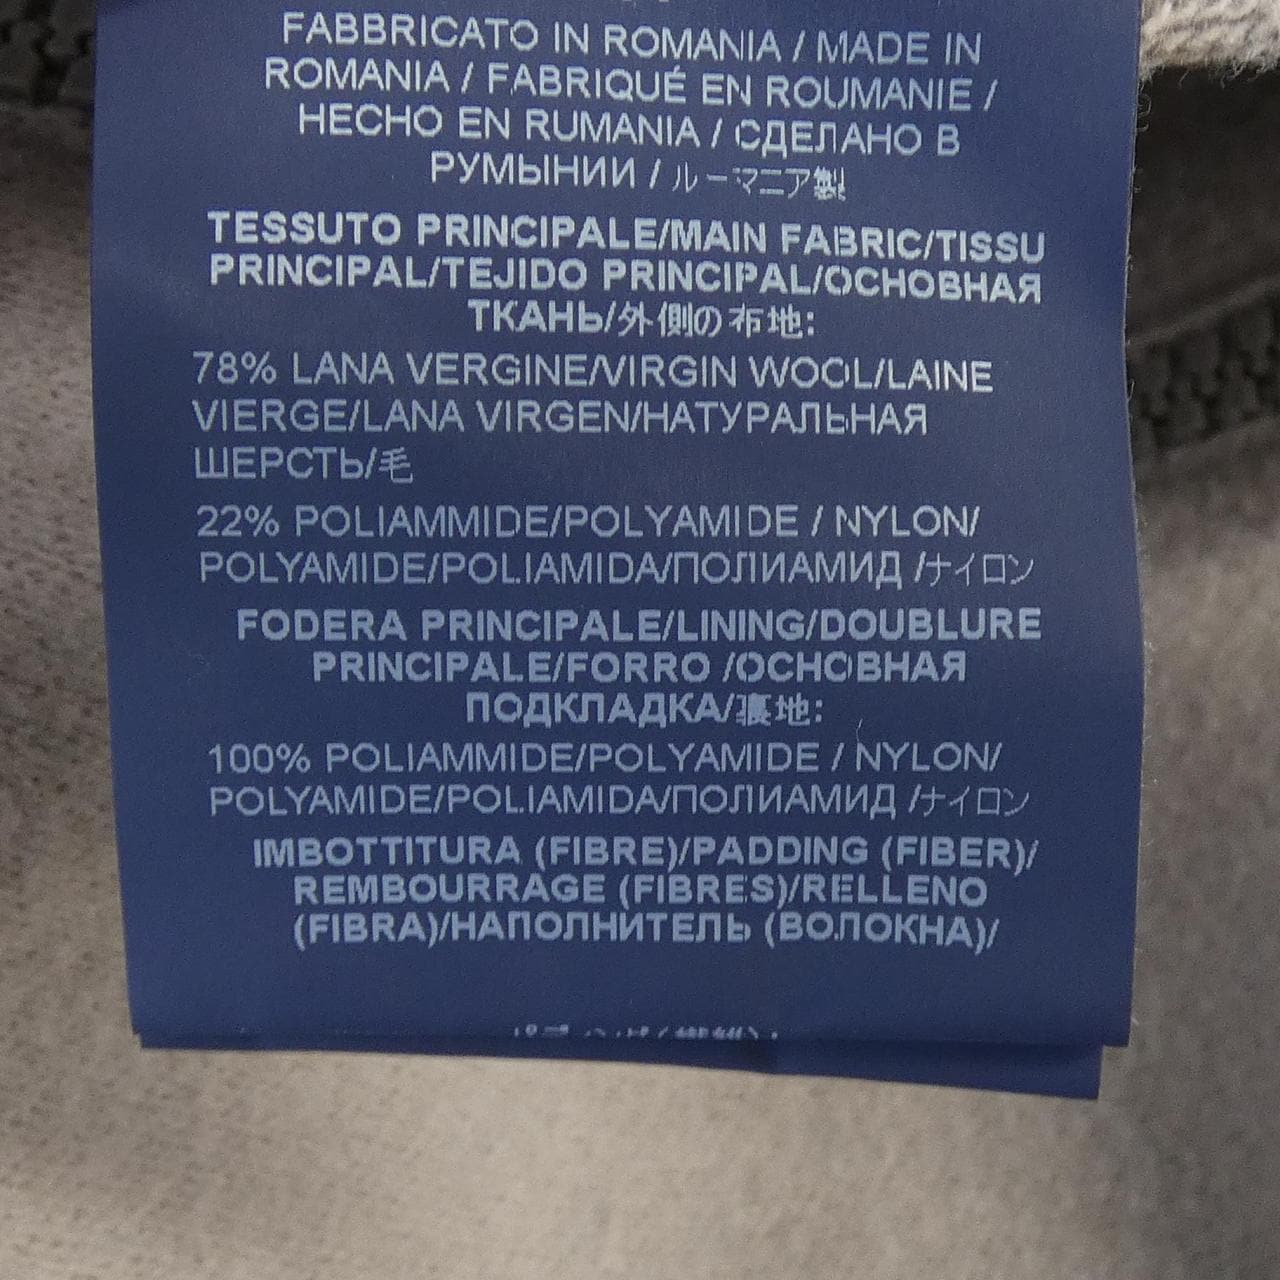 FABBRICATO IN ROMANIA / MADE IN
ROMANIA / FABRIQUÉ EN ROUMANIE /
HECHO EN RUMANIA / СДЕЛАНО В
РУМЫНИИ / ルーマニア製
TESSUTO PRINCIPALE/MAIN FABRIC/TISSU
PRINCIPAL/TEJIDO PRINCIPAL/ОСНОВНАЯ
ТКАНЬ/外側の布地:
78% LANA VERGINE/VIRGIN WOOL/LAINE
VIERGE/LANA VIRGEN/НАТУРАЛЬНАЯ
ШЕРСТЬ/毛
22% POLIAMMIDE/POLYAMIDE / NYLON/
POLYAMIDE/POLIAMIDA/ПОЛИАМИД /ナイロン
FODERA PRINCIPALE/LINING/DOUBLURE
PRINCIPALE/FORRO /ОСНОВНАЯ
ПОДКЛАДКА/裏地:
100% POLIAMMIDE/POLYAMIDE / NYLON/
POLYAMIDE/POLIAMIDA/ПОЛИАМИД /ナイロン
IMBOTTITURA (FIBRE)/PADDING (FIBER)/
REMBOURRAGE (FIBRES)/RELLENO
(FIBRA)/НАПОЛНИТЕЛЬ (ВОЛОКНА)/